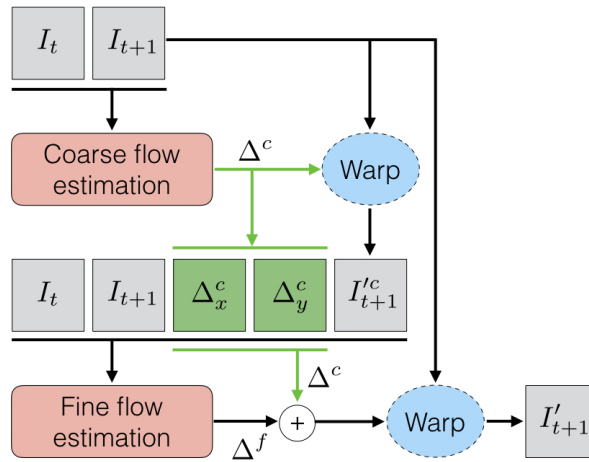 I_t I_{t+1}
Coarse flow
estimation
Δ^c
Warp
I_t I_{t+1} Δ^c_x Δ^c_y I'^c_{t+1}
Δ^c
Fine flow
estimation
Δ^f
+
Warp
I'_{t+1}